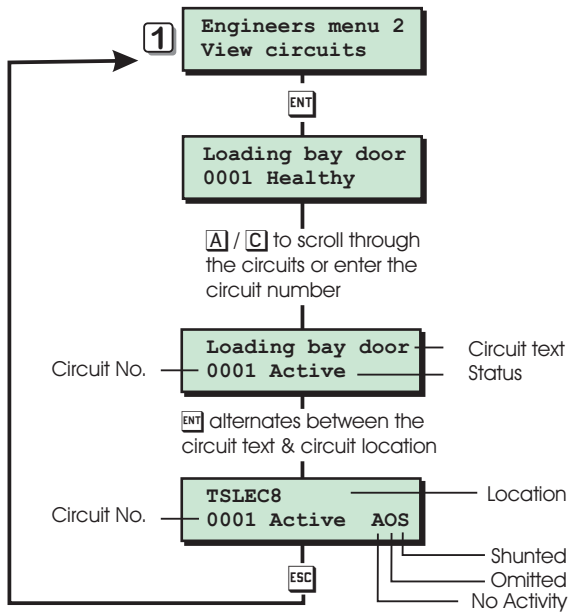 1
Engineers menu 2
View circuits
ENT
Loading bay door
0001 Healthy
A / C to scroll through
the circuits or enter the
circuit number
Loading bay door
Circuit text
Circuit No.
0001 Active
Status
ENT alternates between the
circuit text & circuit location
TSLEC8
Location
Circuit No.
0001 Active AOS
Shunted
ESC
Omitted
No Activity